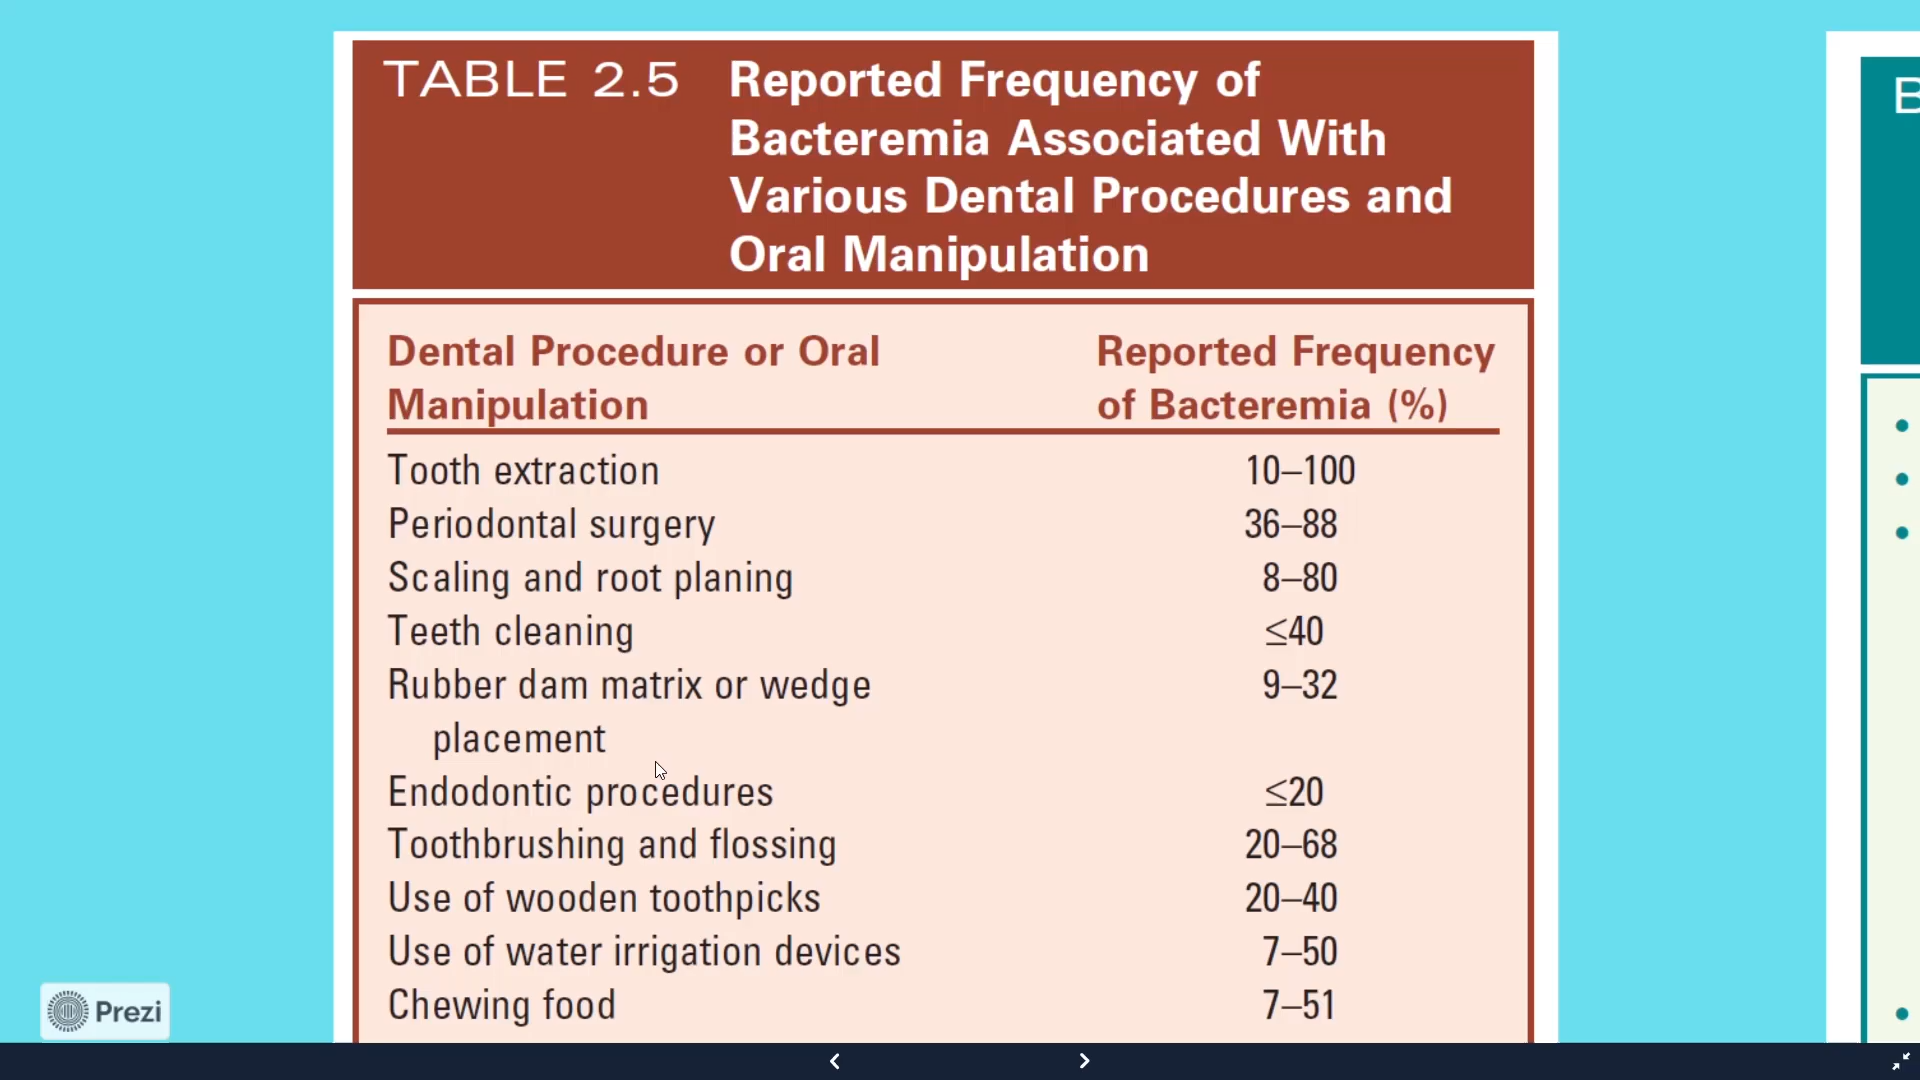 TABLE 2.5 Reported Frequency of
Bacteremia Associated With
Various Dental Procedures and
Oral Manipulation
Dental Procedure or Oral Manipulation
Reported Frequency of Bacteremia (%)
Tooth extraction 10–100
Periodontal surgery 36–88
Scaling and root planing 8–80
Teeth cleaning ≤40
Rubber dam matrix or wedge 9–32
placement
Endodontic procedures ≤20
Toothbrushing and flossing 20–68
Use of wooden toothpicks 20–40
Use of water irrigation devices 7–50
Chewing food 7–51
Prezi
B